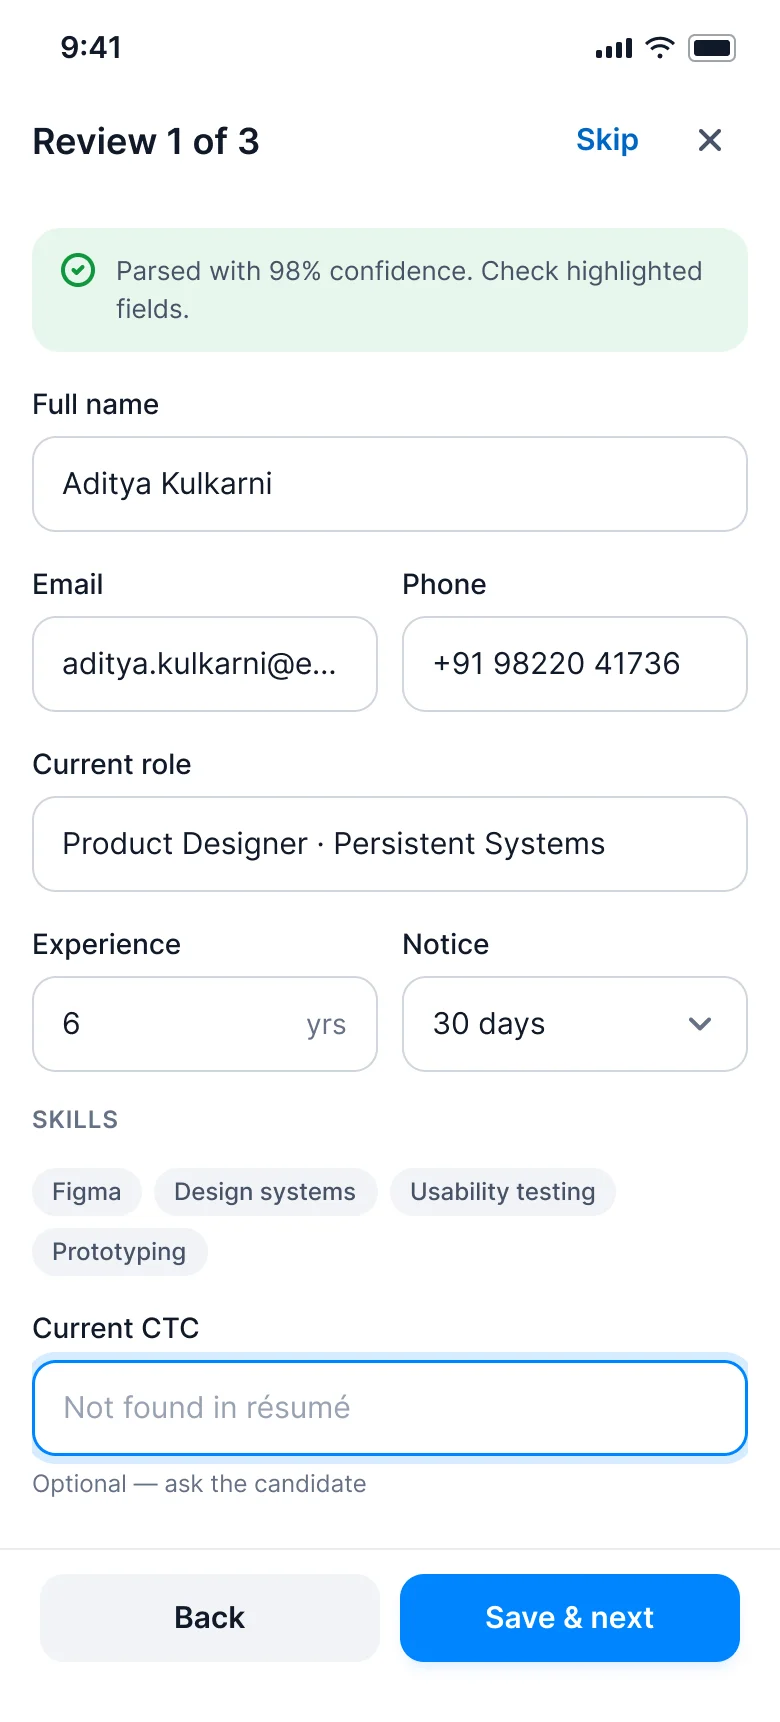 9:41
Review 1 of 3
Skip
Parsed with 98% confidence. Check highlighted
fields.
Full name
Aditya Kulkarni
Email
Phone
aditya.kulkarni@e...
+91 98220 41736
Current role
Product Designer · Persistent Systems
Experience
Notice
6 yrs
30 days
SKILLS
Figma
Design systems
Usability testing
Prototyping
Current CTC
Not found in résumé
Optional — ask the candidate
Back
Save & next